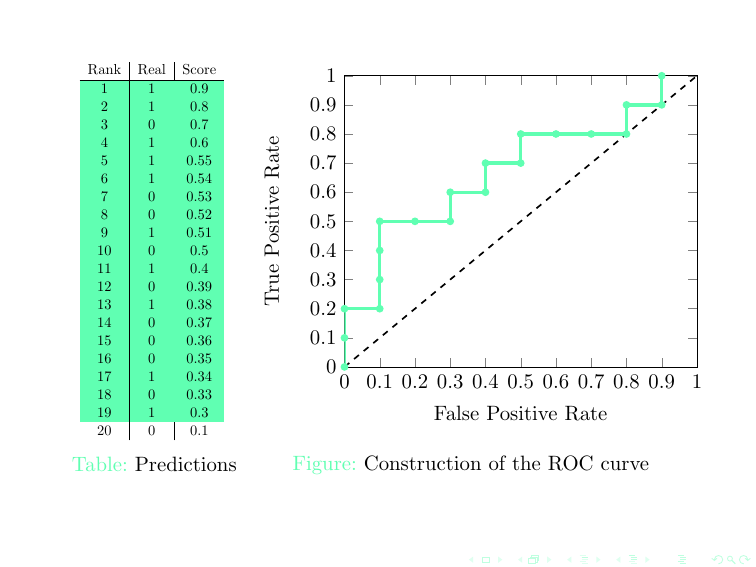 Rank Real Score
1 1 0.9
2 1 0.8
3 0 0.7
4 1 0.6
5 1 0.55
6 1 0.54
7 0 0.53
8 0 0.52
9 1 0.51
10 0 0.5
11 1 0.4
12 0 0.39
13 1 0.38
14 0 0.37
15 0 0.36
16 0 0.35
17 1 0.34
18 0 0.33
19 1 0.3
20 0 0.1
Table: Predictions
1
0.9
0.8
0.7
0.6
0.5
0.4
0.3
0.2
0.1
0
True Positive Rate
0 0.1 0.2 0.3 0.4 0.5 0.6 0.7 0.8 0.9 1
False Positive Rate
Figure: Construction of the ROC curve